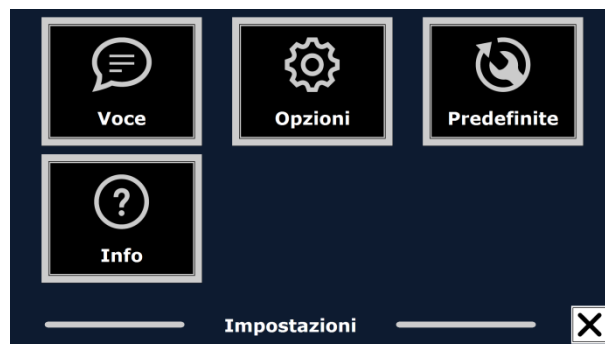 Voce
Opzioni
Predefinite
Info
Impostazioni